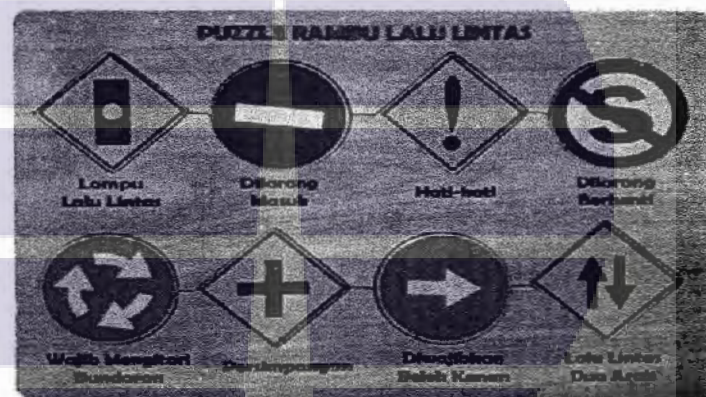 PUZZLE RAMBU LALU LINTAS
Lampu
Lalu Lintas
Dilarang
Masuk
Hati-hati
S
Dilarang
Berhenti
Wajib Mengitari
Bundaran
Persimpangan
Diwajibkan
Belok Kanan
Lalu Lintas
Dua Arah